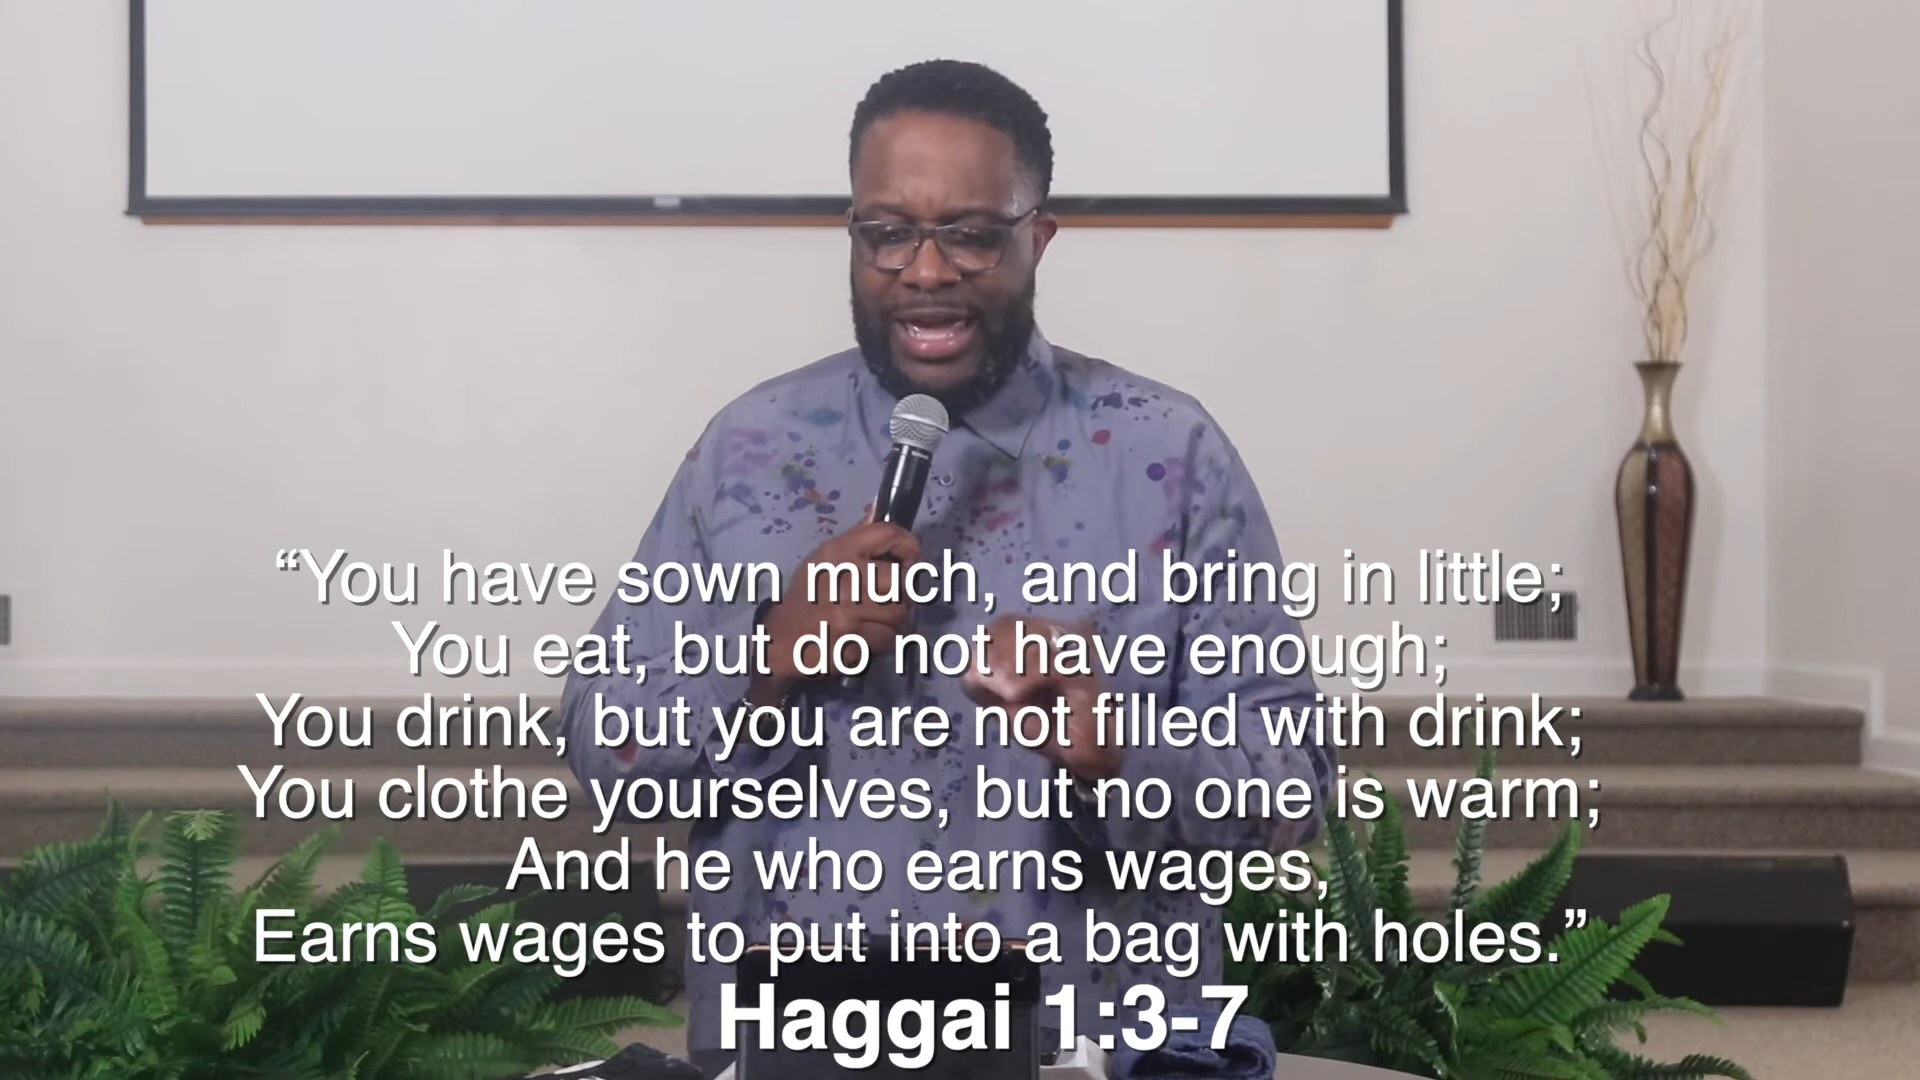 “You have sown much, and bring in little;
You eat, but do not have enough;
You drink, but you are not filled with drink;
You clothe yourselves, but no one is warm;
And he who earns wages,
Earns wages to put into a bag with holes.”
Haggai 1:3-7